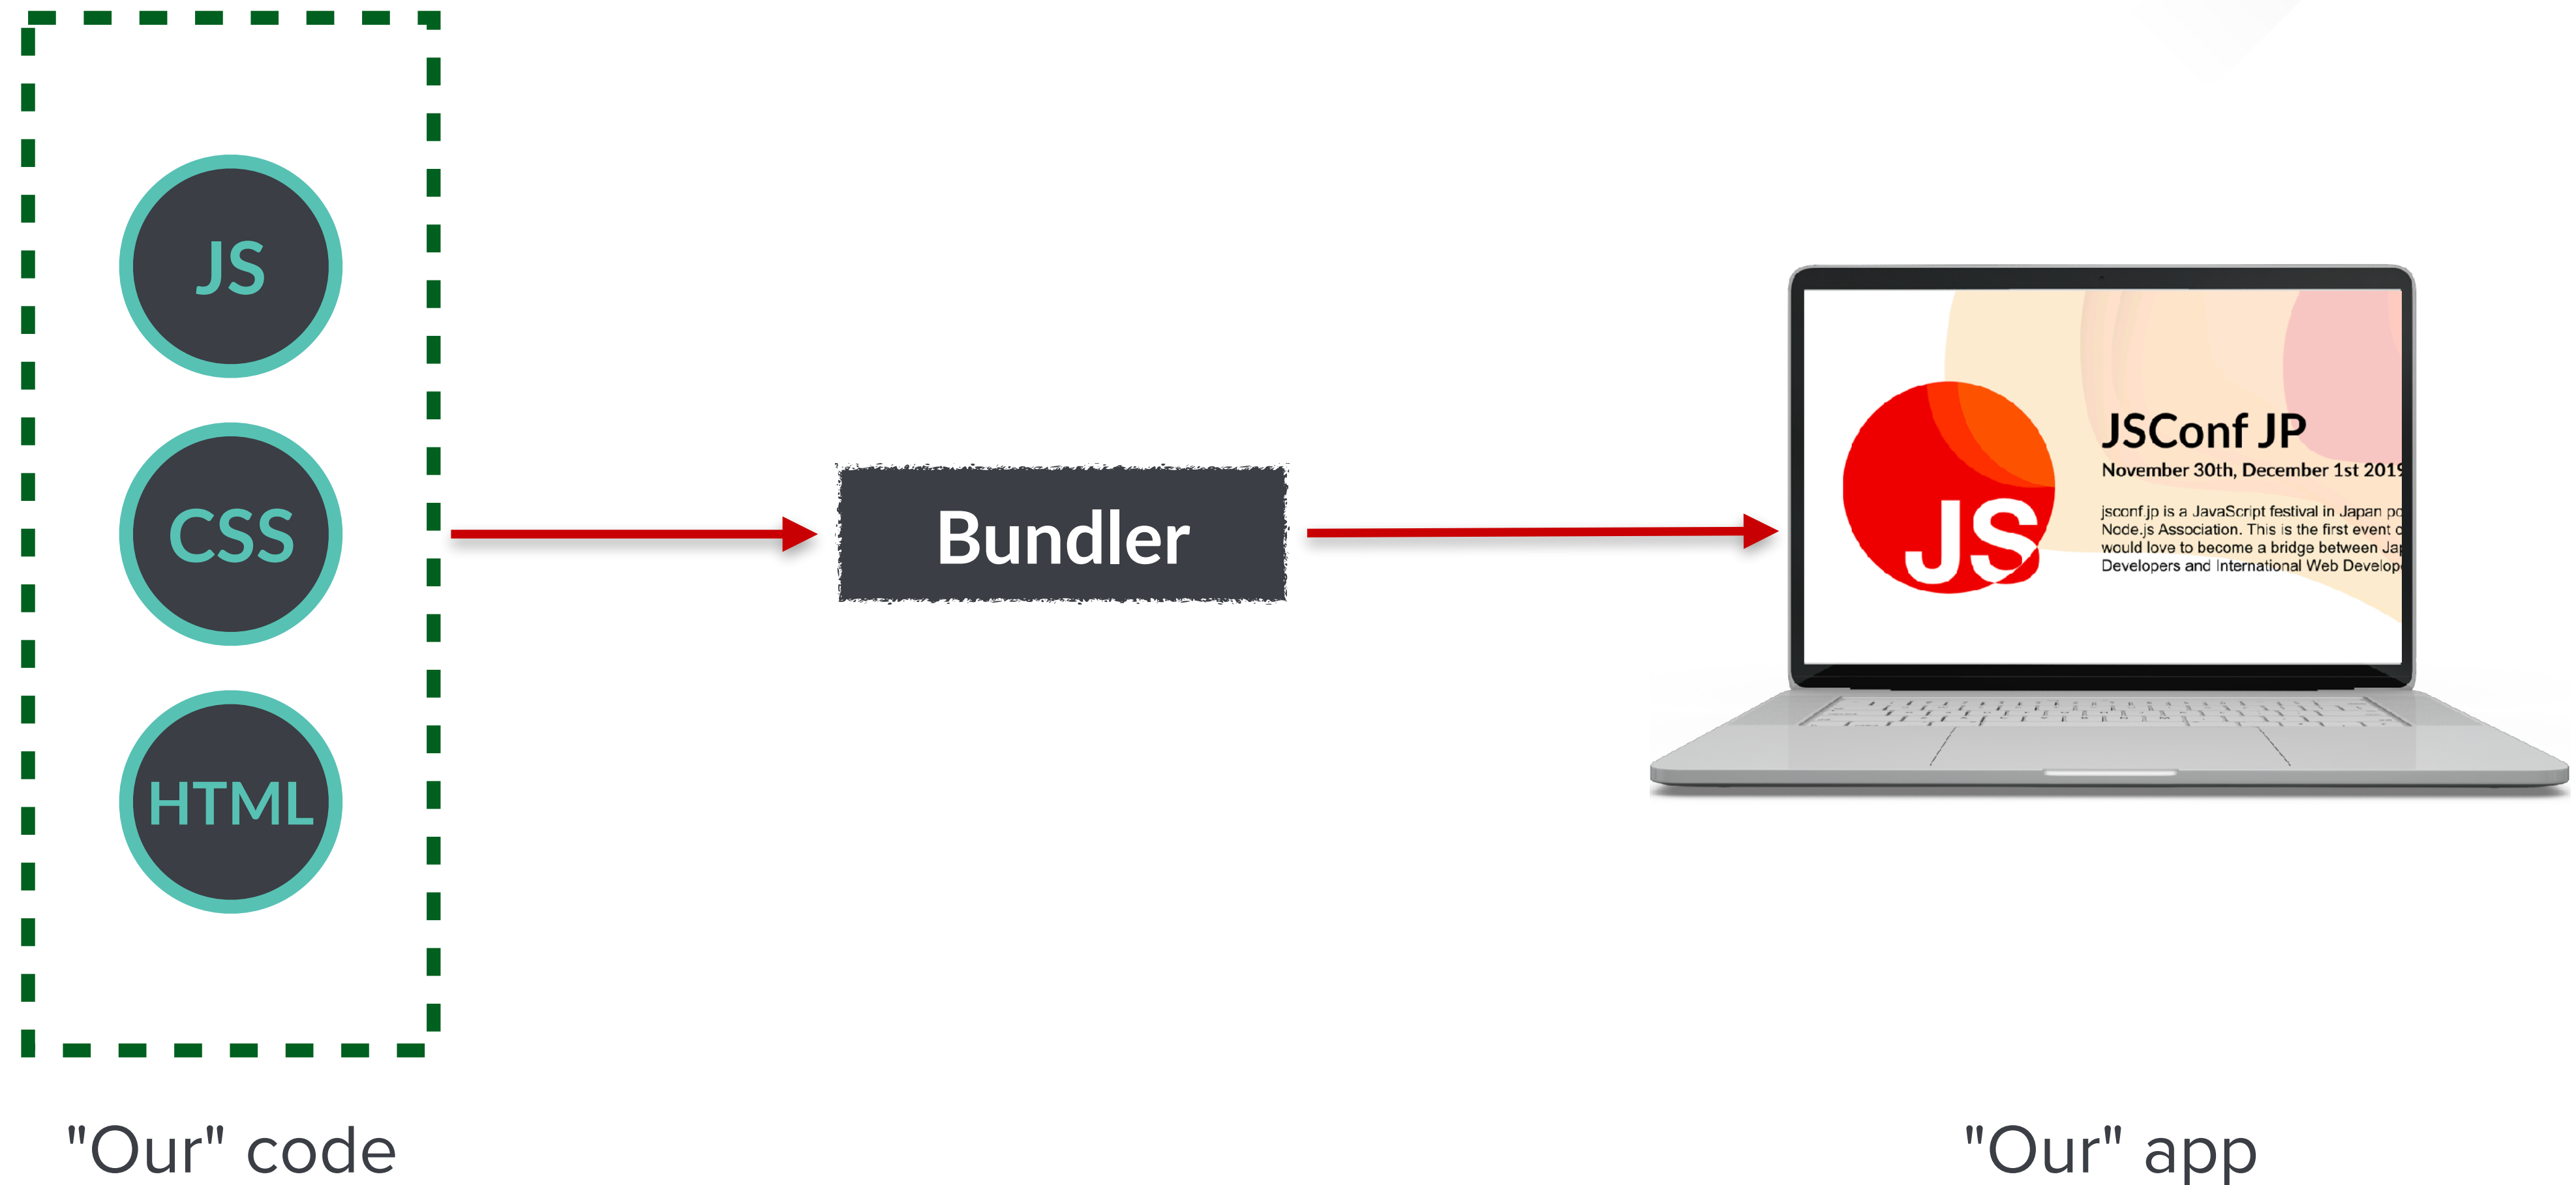 JS
CSS
HTML
"Our" code
Bundler
JS
JSConf JP
November 30th, December 1st 2019
jsconf.jp is a JavaScript festival in Japan
Node.js Association. This is the first event
would love to become a bridge between
Developers and International Web
"Our" app